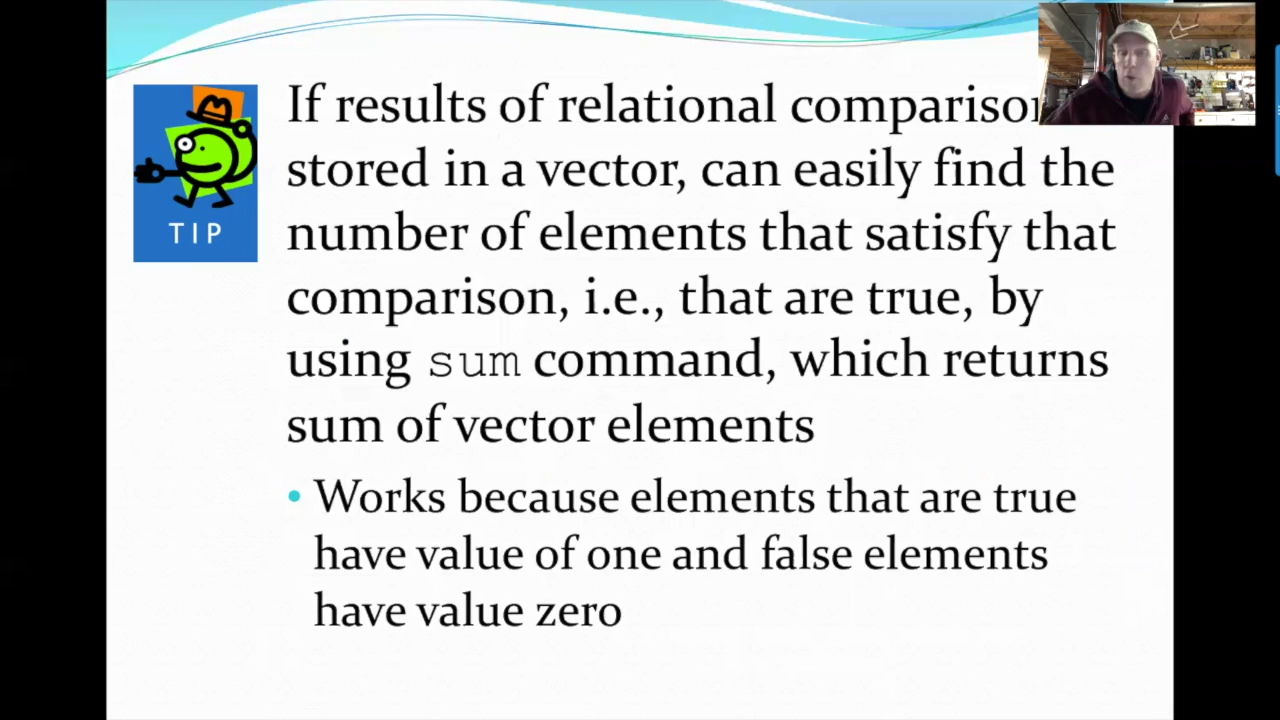 If results of relational comparison
stored in a vector, can easily find the
number of elements that satisfy that
comparison, i.e., that are true, by
using sum command, which returns
sum of vector elements
• Works because elements that are true
have value of one and false elements
have value zero
TIP